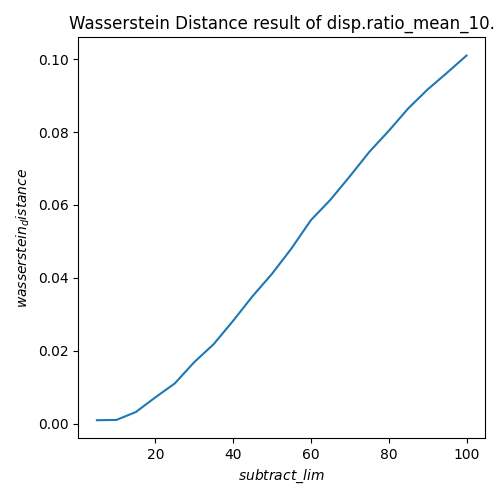 Wasserstein Distance result of disp.ratio_mean_10.
0.10
0.08
0.06
0.04
0.02
0.00
wasserstein_distance
20 40 60 80 100
subtract_lim